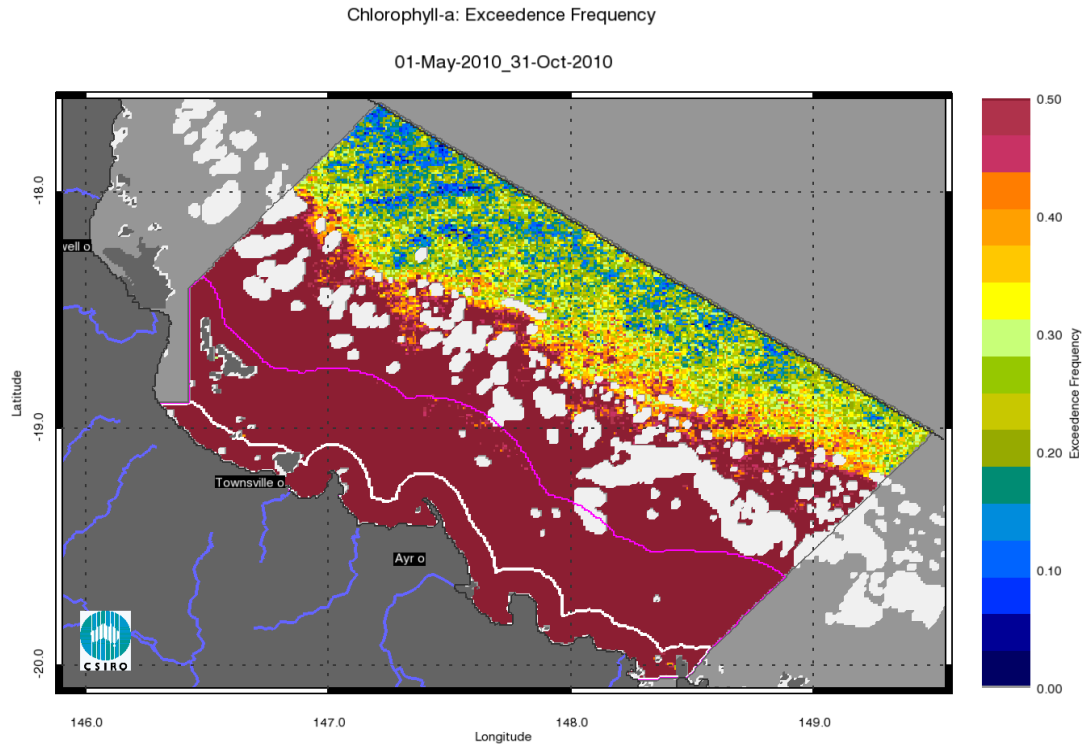 Chlorophyll-a: Exceedence Frequency
01-May-2010_31-Oct-2010
-18.0
-19.0
-20.0
Latitude
146.0
147.0
148.0
149.0
Longitude
well o
Townsville o
Ayr o
CSIRO
0.50
0.40
0.30
0.20
0.10
0.00
Exceedence Frequency